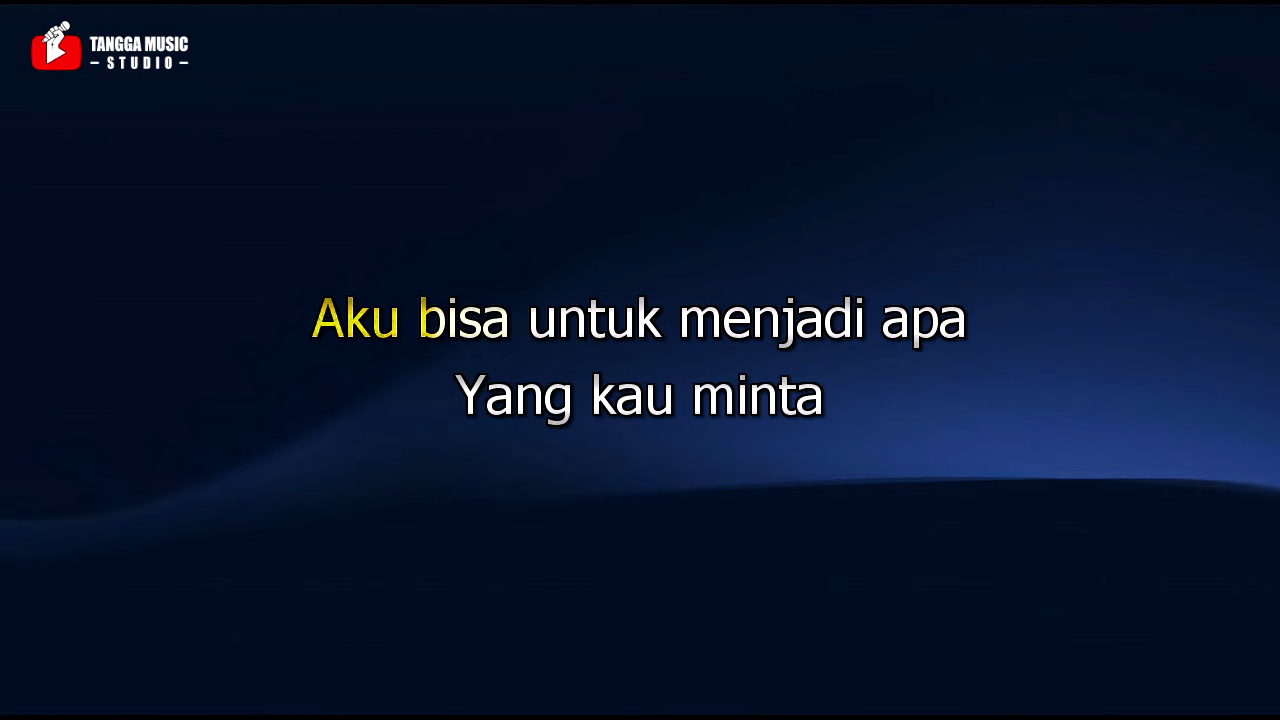 TANGGA MUSIC
– STUDIO –
Aku bisa untuk menjadi apa
Yang kau minta